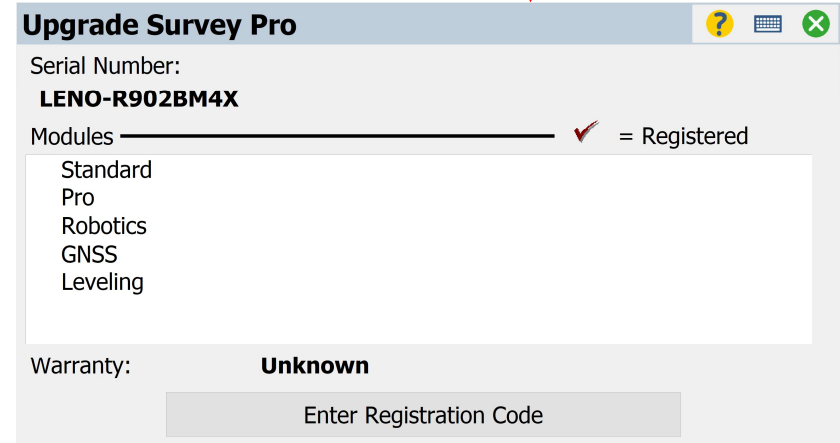 Upgrade Survey Pro
?
Serial Number:
LENO-R902BM4X
Modules
= Registered
Standard
Pro
Robotics
GNSS
Leveling
Warranty: Unknown
Enter Registration Code